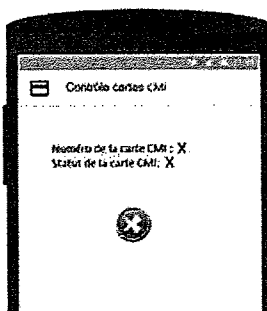 Contrôle cartes CMI
Numéro de la carte CMI : X
Statut de la carte CMI : X